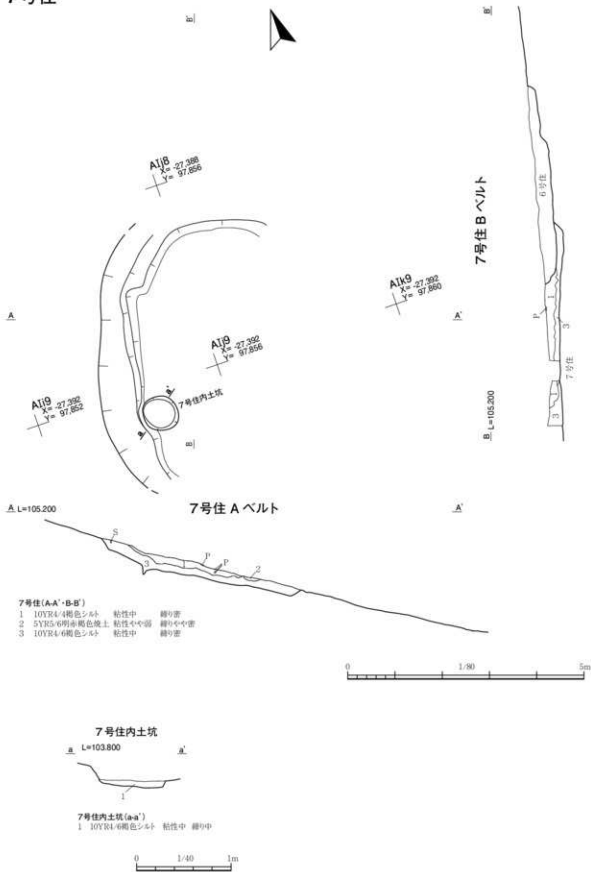 7号住
B'
B'
AIj8
X= -27,388
Y= 97,856
6号住
7号住 B ベルト
AIk9
X= -27,392
Y= 97,860
A
A'
AIj9
X= -27,392
Y= 97,856
P
1
3
7号住
a'
7号住内土坑
AIi9
X= -27,392
Y= 97,852
a
B
3
B L=105.200
A L=105.200
7号住 A ベルト
A'
S
P
P
3
2
7号住(A-A'・B-B')
1 10YR4/4褐色シルト 粘性中 締り密
2 5YR5/6明赤褐色焼土 粘性やや弱 締りやや密
3 10YR4/6褐色シルト 粘性中 締り密
0 1/80 5m
7号住内土坑
a L=103.800 a'
1
7号住内土坑(a-a')
1 10YR4/6褐色シルト 粘性中 締り中
0 1/40 1m